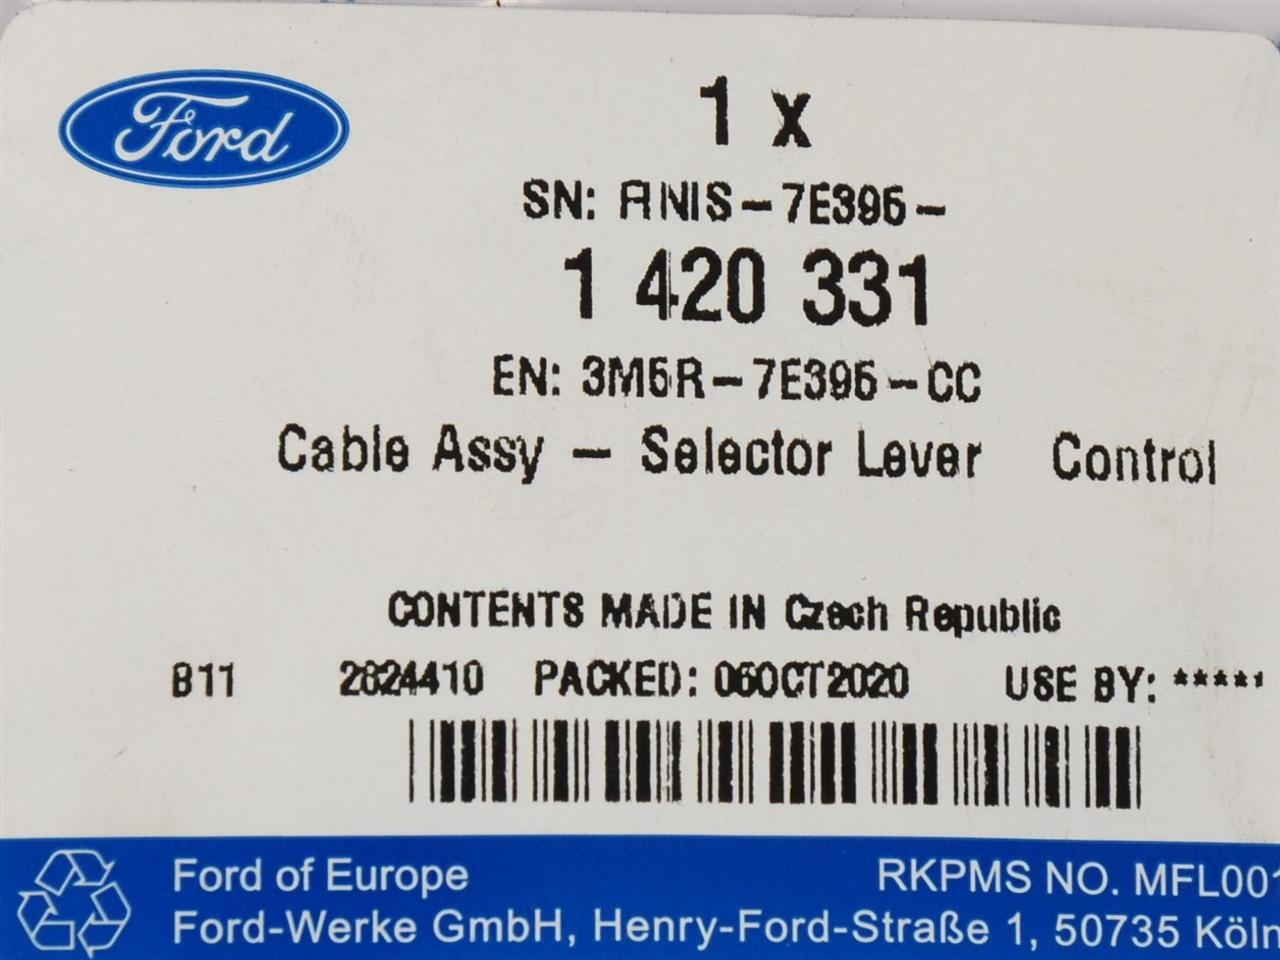 Ford
1 x
SN: FINIS-7E395-
1 420 331
EN: 3M5R-7E395-CC
Cable Assy - Selector Lever Control
CONTENTS MADE IN Czech Republic
B11 2824410 PACKED: 06OCT2020 USE BY: *****
Ford of Europe RKPMS NO. MFL001
Ford-Werke GmbH, Henry-Ford-Straße 1, 50735 Köln